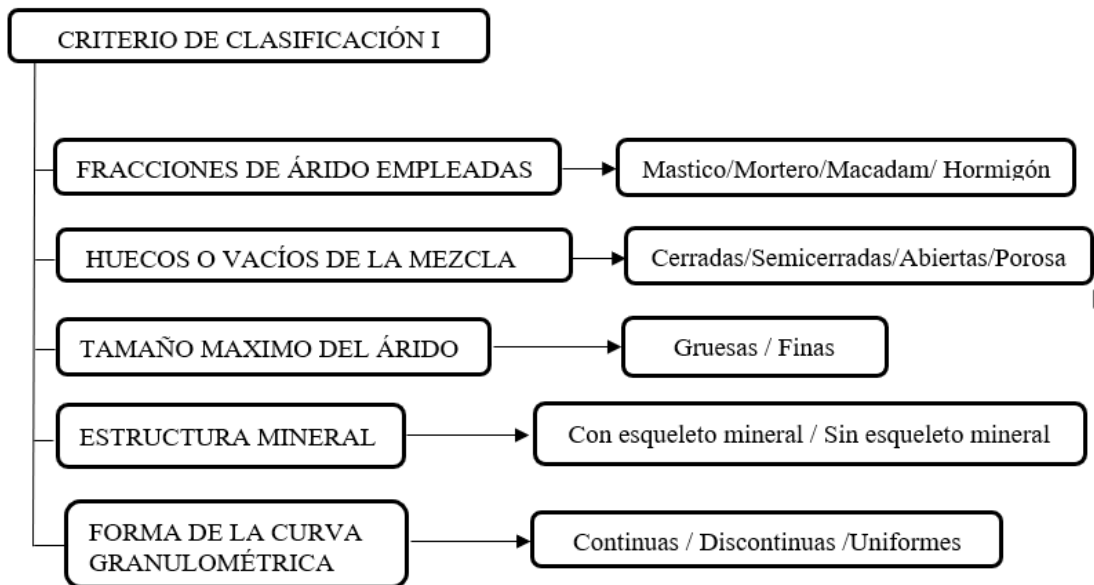 CRITERIO DE CLASIFICACIÓN I
FRACCIONES DE ÁRIDO EMPLEADAS
Mastico/Mortero/Macadam/ Hormigón
HUECOS O VACÍOS DE LA MEZCLA
Cerradas/Semicerradas/Abiertas/Porosa
TAMAÑO MAXIMO DEL ÁRIDO
Gruesas / Finas
ESTRUCTURA MINERAL
Con esqueleto mineral / Sin esqueleto mineral
FORMA DE LA CURVA
GRANULOMÉTRICA
Continuas / Discontinuas /Uniformes